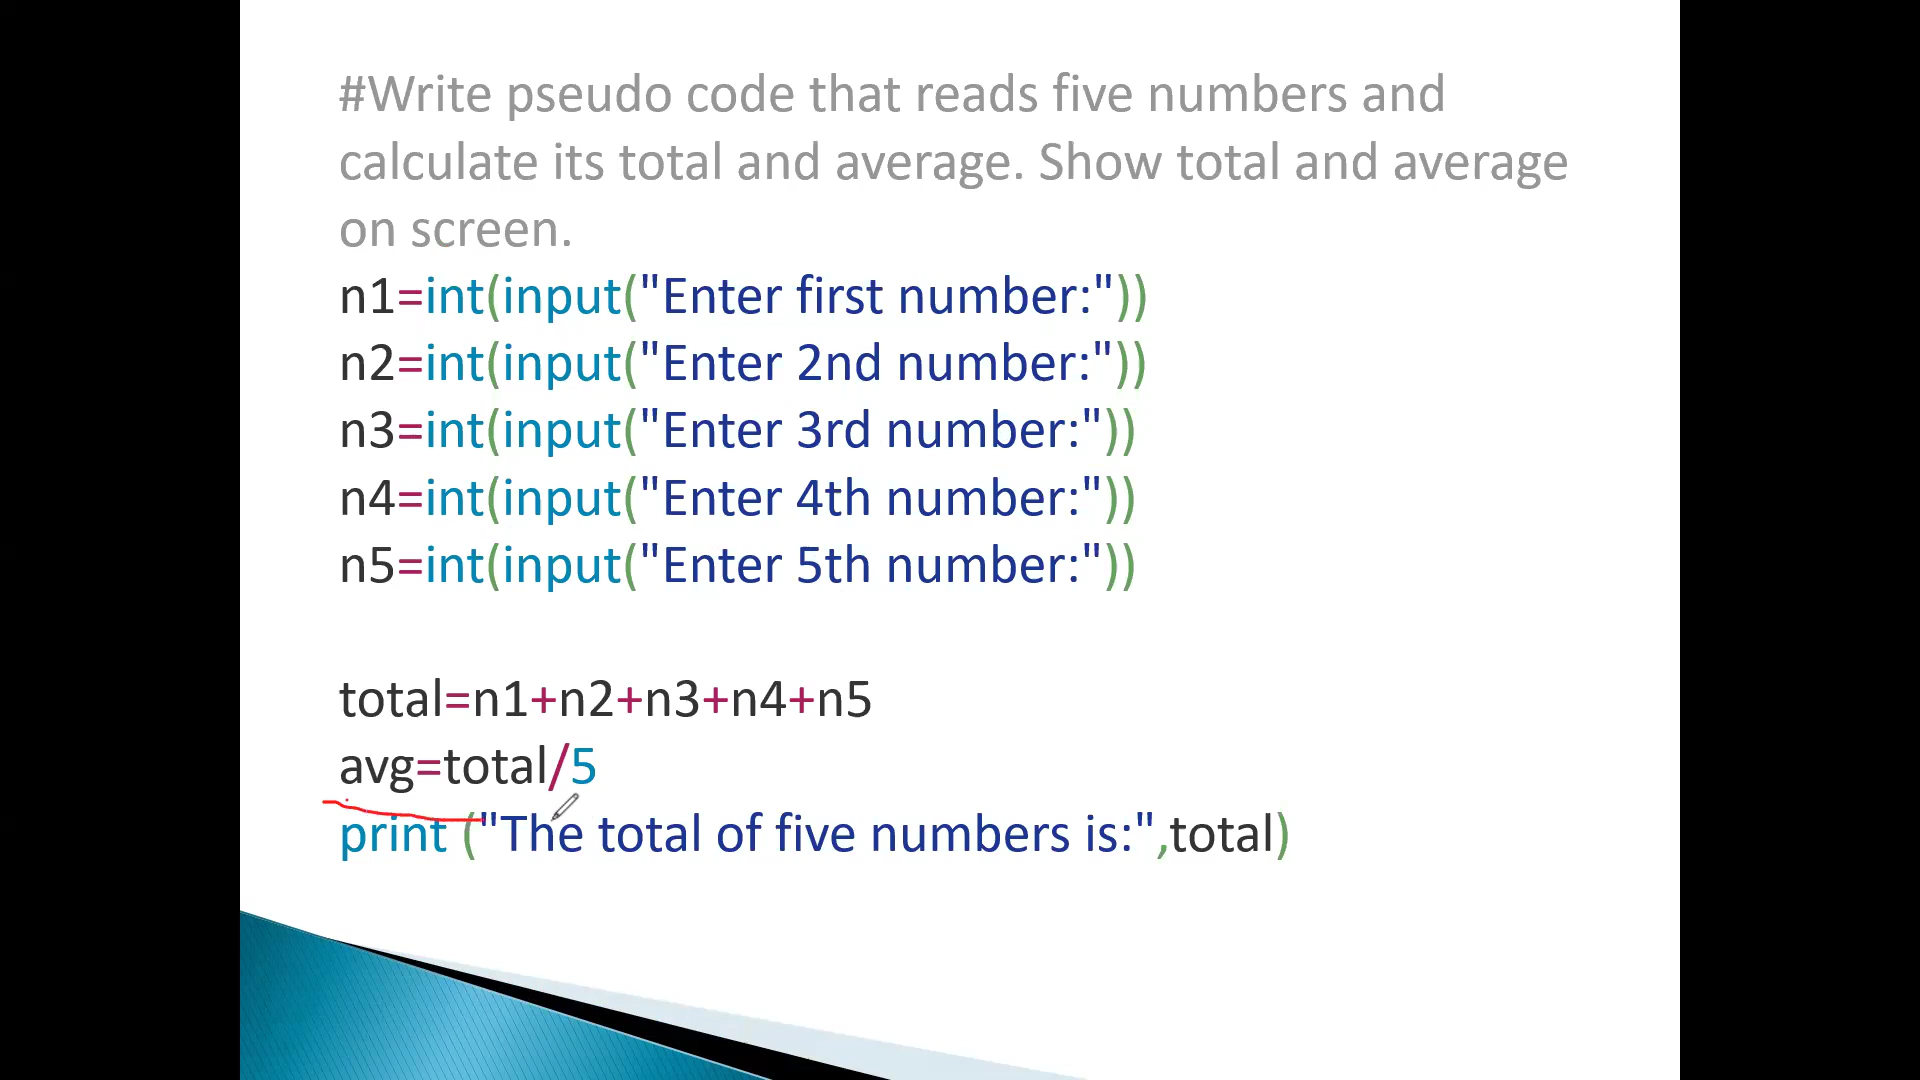 #Write pseudo code that reads five numbers and
calculate its total and average. Show total and average
on screen.
n1=int(input("Enter first number:"))
n2=int(input("Enter 2nd number:"))
n3=int(input("Enter 3rd number:"))
n4=int(input("Enter 4th number:"))
n5=int(input("Enter 5th number:"))
total=n1+n2+n3+n4+n5
avg=total/5
print ("The total of five numbers is:",total)